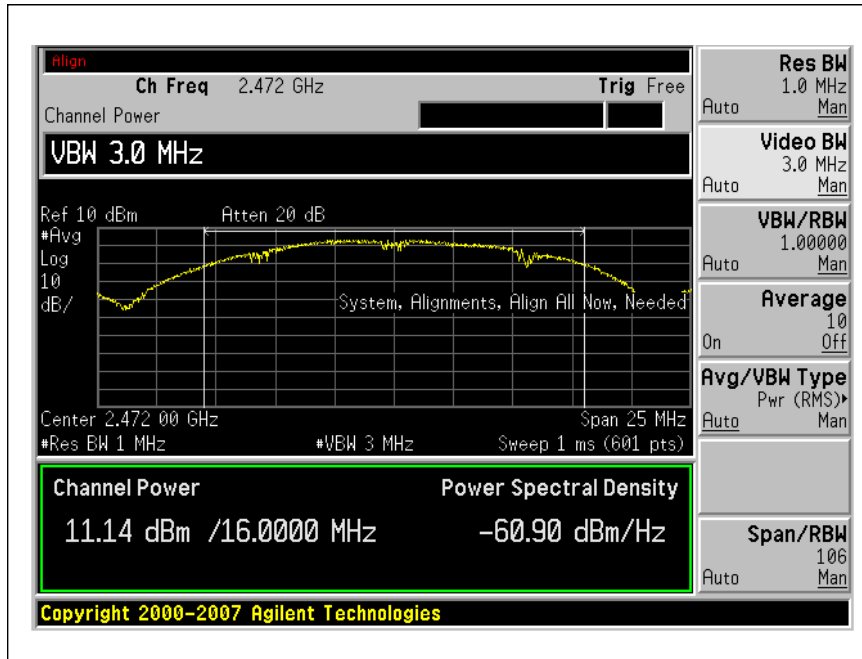 Align
Ch Freq 2.472 GHz Trig Free
Channel Power
VBW 3.0 MHz
Ref 10 dBm Atten 20 dB
#Avg
Log
10
dB/
System, Alignments, Align All Now, Needed
Center 2.472 00 GHz Span 25 MHz
#Res BW 1 MHz #VBW 3 MHz Sweep 1 ms (601 pts)
Channel Power Power Spectral Density
11.14 dBm /16.0000 MHz -60.90 dBm/Hz
Copyright 2000-2007 Agilent Technologies
Res BW
1.0 MHz
Auto Man
Video BW
3.0 MHz
Auto Man
VBW/RBW
1.00000
Auto Man
Average
10
On Off
Avg/VBW Type
Pwr (RMS)▸
Auto Man
Span/RBW
106
Auto Man